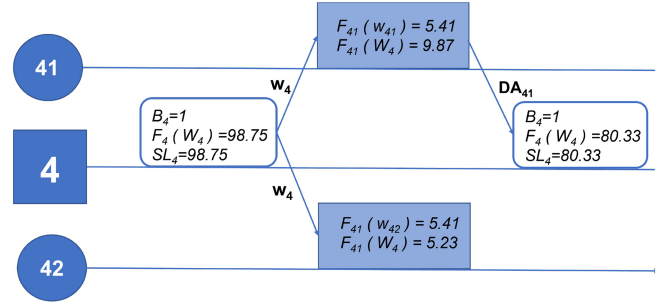 41
F₄₁ ( w₄₁ ) = 5.41
F₄₁ ( W₄ ) = 9.87
w₄
DA₄₁
4
B₄=1
F₄ ( W₄ ) =98.75
SL₄=98.75
B₄=1
F₄ ( W₄ ) =80.33
SL₄=80.33
w₄
42
F₄₁ ( w₄₂ ) = 5.41
F₄₁ ( W₄ ) = 5.23